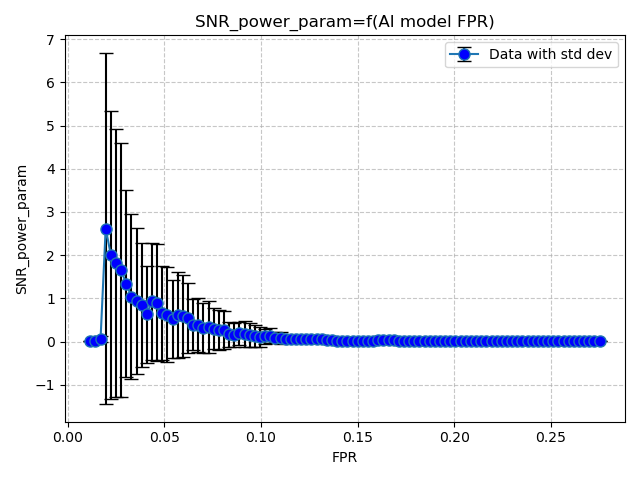 SNR_power_param=f(AI model FPR)
Data with std dev
SNR_power_param
7
6
5
4
3
2
1
0
−1
0.00 0.05 0.10 0.15 0.20 0.25
FPR